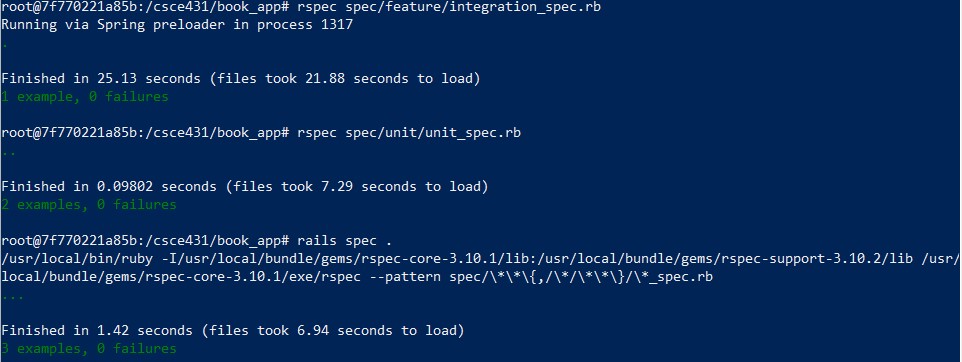 root@7f770221a85b:/csce431/book_app# rspec spec/feature/integration_spec.rb
Running via Spring preloader in process 1317
.
Finished in 25.13 seconds (files took 21.88 seconds to load)
1 example, 0 failures
root@7f770221a85b:/csce431/book_app# rspec spec/unit/unit_spec.rb
..
Finished in 0.09802 seconds (files took 7.29 seconds to load)
2 examples, 0 failures
root@7f770221a85b:/csce431/book_app# rails spec .
/usr/local/bin/ruby -I/usr/local/bundle/gems/rspec-core-3.10.1/lib:/usr/local/bundle/gems/rspec-support-3.10.2/lib /usr/
local/bundle/gems/rspec-core-3.10.1/exe/rspec --pattern spec/\*\*\{,/\*/\*\*\}/\*_spec.rb
...
Finished in 1.42 seconds (files took 6.94 seconds to load)
3 examples, 0 failures